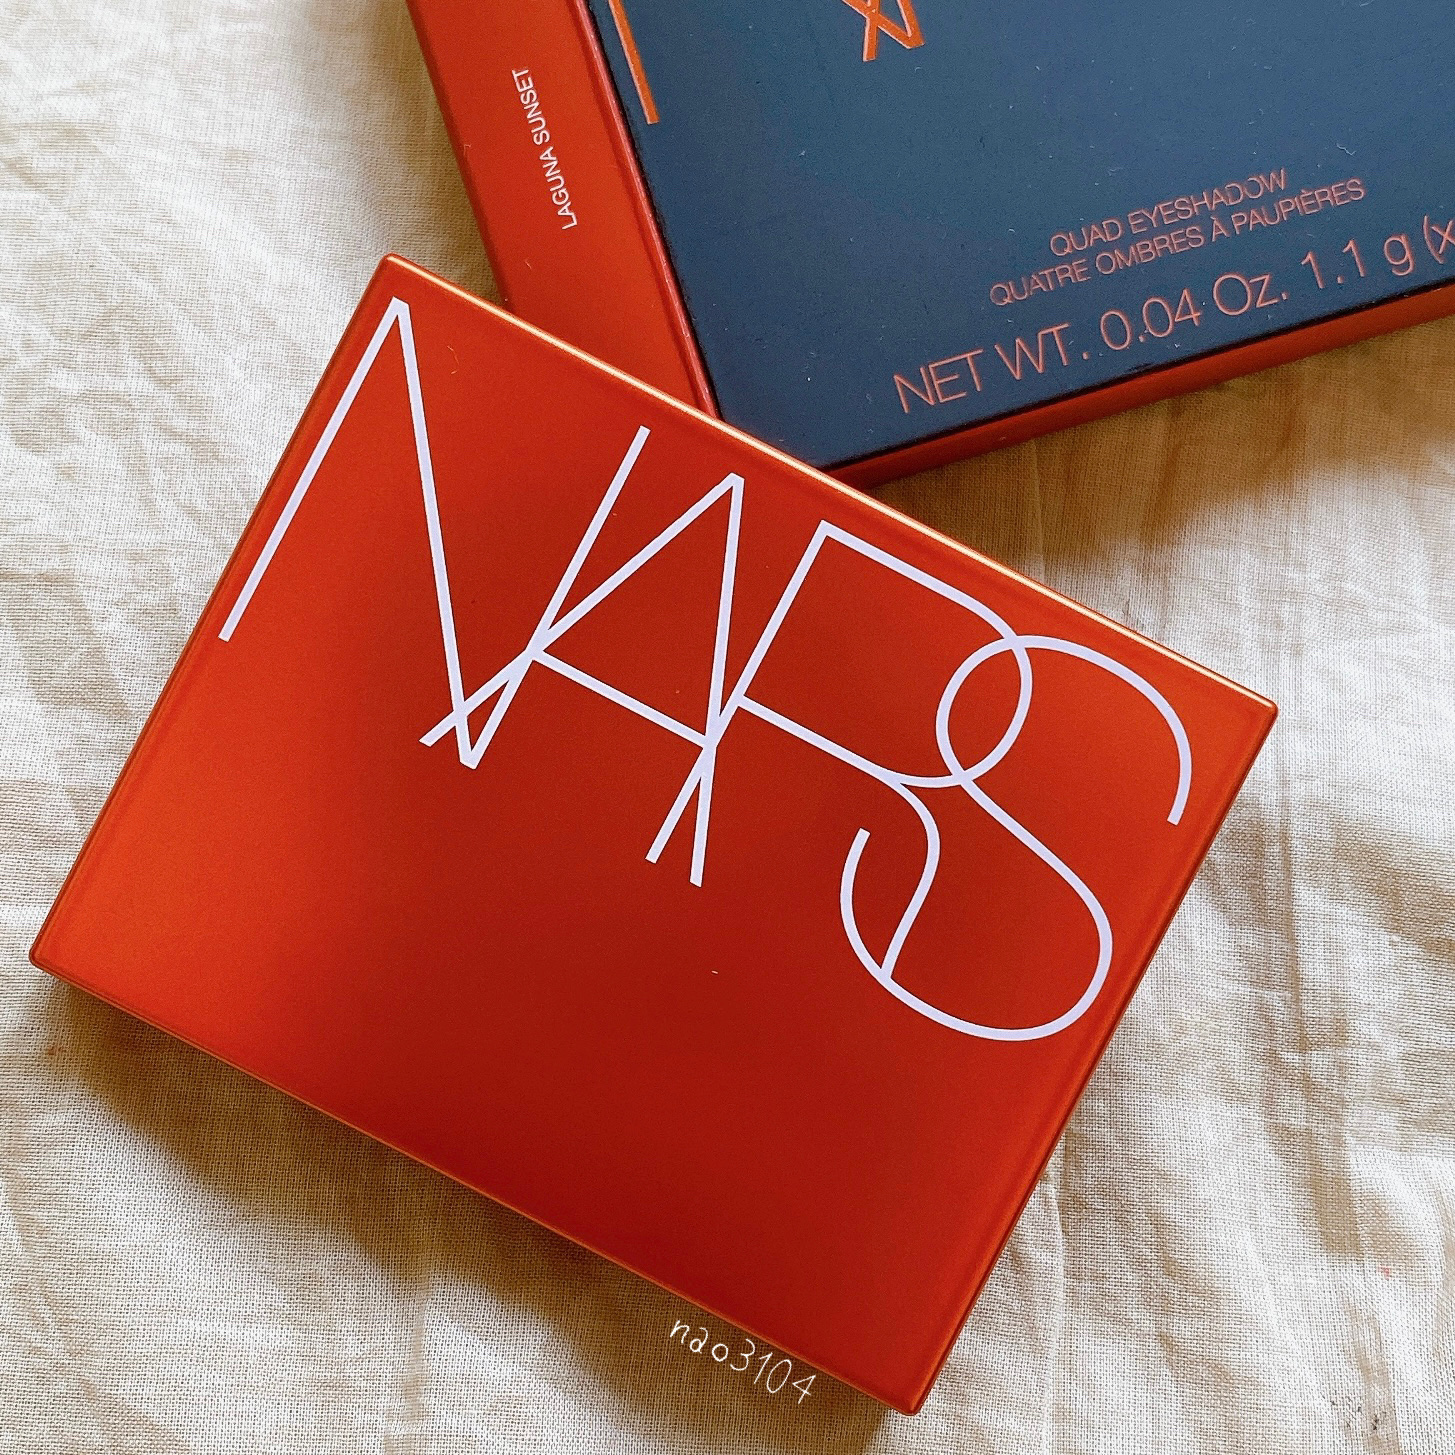 LAGUNA SUNSET
QUAD EYESHADOW
QUATRE OMBRES À PAUPIÈRES
NET WT. 0.04 Oz. 1.1 g (x
NARS
nao3104